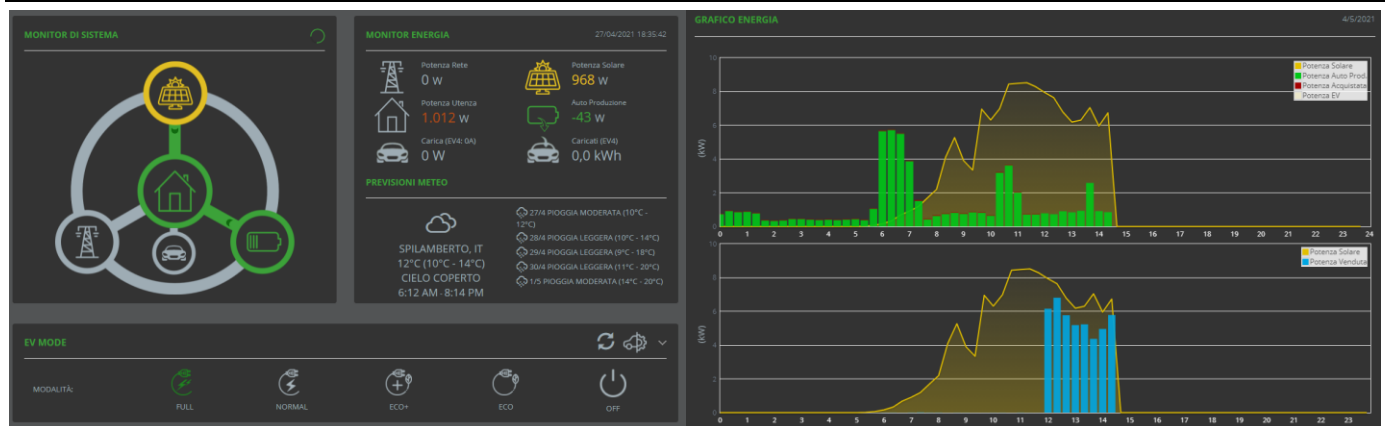 MONITOR DI SISTEMA
MONITOR ENERGIA
27/04/2021 18:35:42
Potenza Rete
0 W
Potenza Solare
968 W
Potenza Utenza
1.012 W
Auto Produzione
-43 W
Carica (EV4: 0A)
0 W
Caricati (EV4)
0,0 kWh
PREVISIONI METEO
SPILAMBERTO, IT
12°C (10°C - 14°C)
CIELO COPERTO
6:12 AM - 8:14 PM
27/4 PIOGGIA MODERATA (10°C -
12°C)
28/4 PIOGGIA LEGGERA (10°C - 14°C)
29/4 PIOGGIA LEGGERA (9°C - 18°C)
30/4 PIOGGIA LEGGERA (11°C - 20°C)
1/5 PIOGGIA MODERATA (14°C - 20°C)
EV MODE
MODALITÀ:
FULL
NORMAL
ECO+
ECO
OFF
GRAFICO ENERGIA
4/5/2021
Potenza Solare
Potenza Auto Prod.
Potenza Acquistata
Potenza EV
(kW)
10
8
6
4
2
0
0 1 2 3 4 5 6 7 8 9 10 11 12 13 14 15 16 17 18 19 20 21 22 23 24
Potenza Solare
Potenza Venduta
(kW)
10
8
6
4
2
0
0 1 2 3 4 5 6 7 8 9 10 11 12 13 14 15 16 17 18 19 20 21 22 23